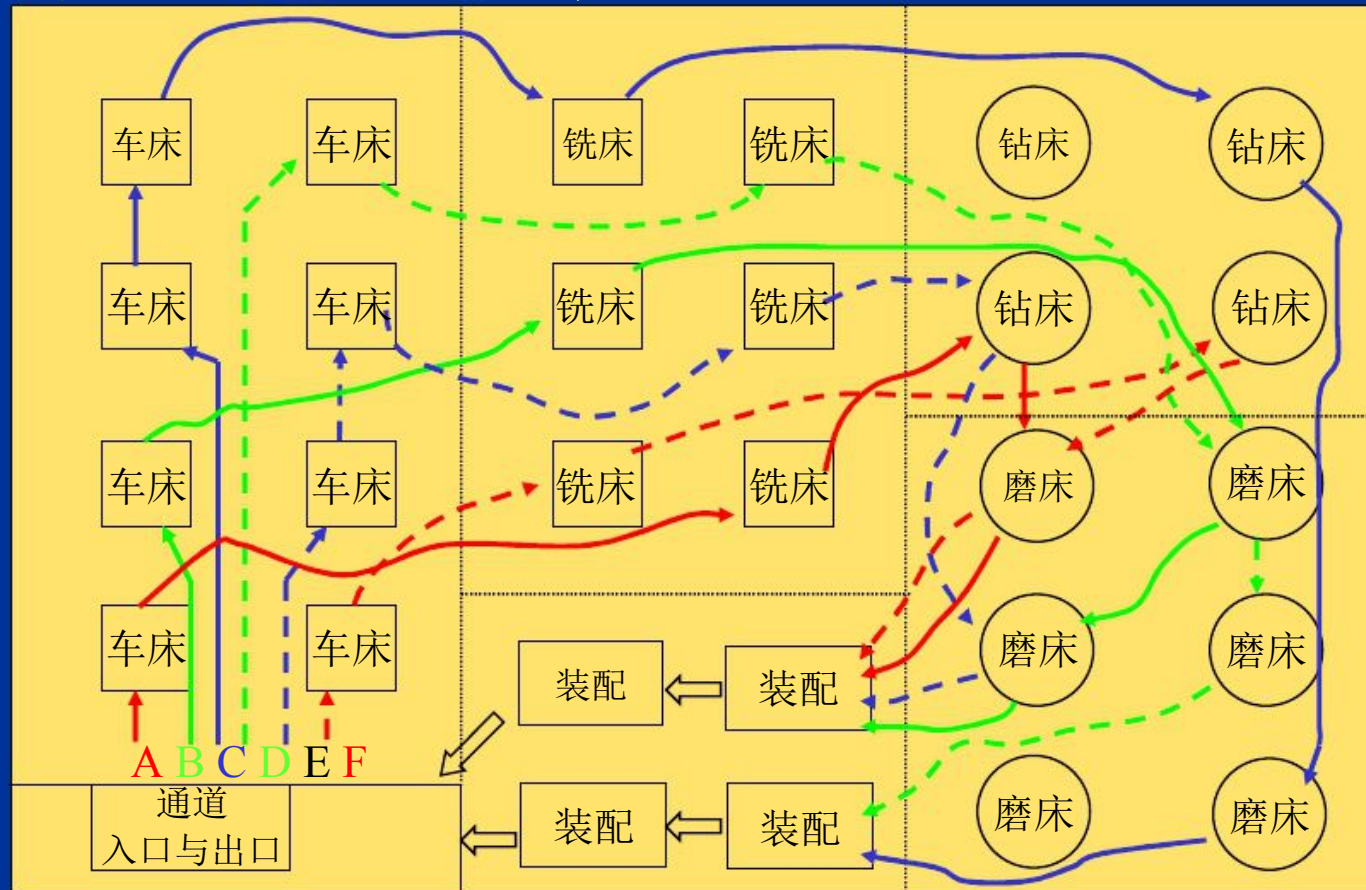 车床 车床 铣床 铣床 钻床 钻床
车床 车床 铣床 铣床 钻床 钻床
车床 车床 铣床 铣床 磨床 磨床
车床 车床 装配 装配 磨床 磨床
A B C D E F
通道
入口与出口
装配 装配 磨床 磨床